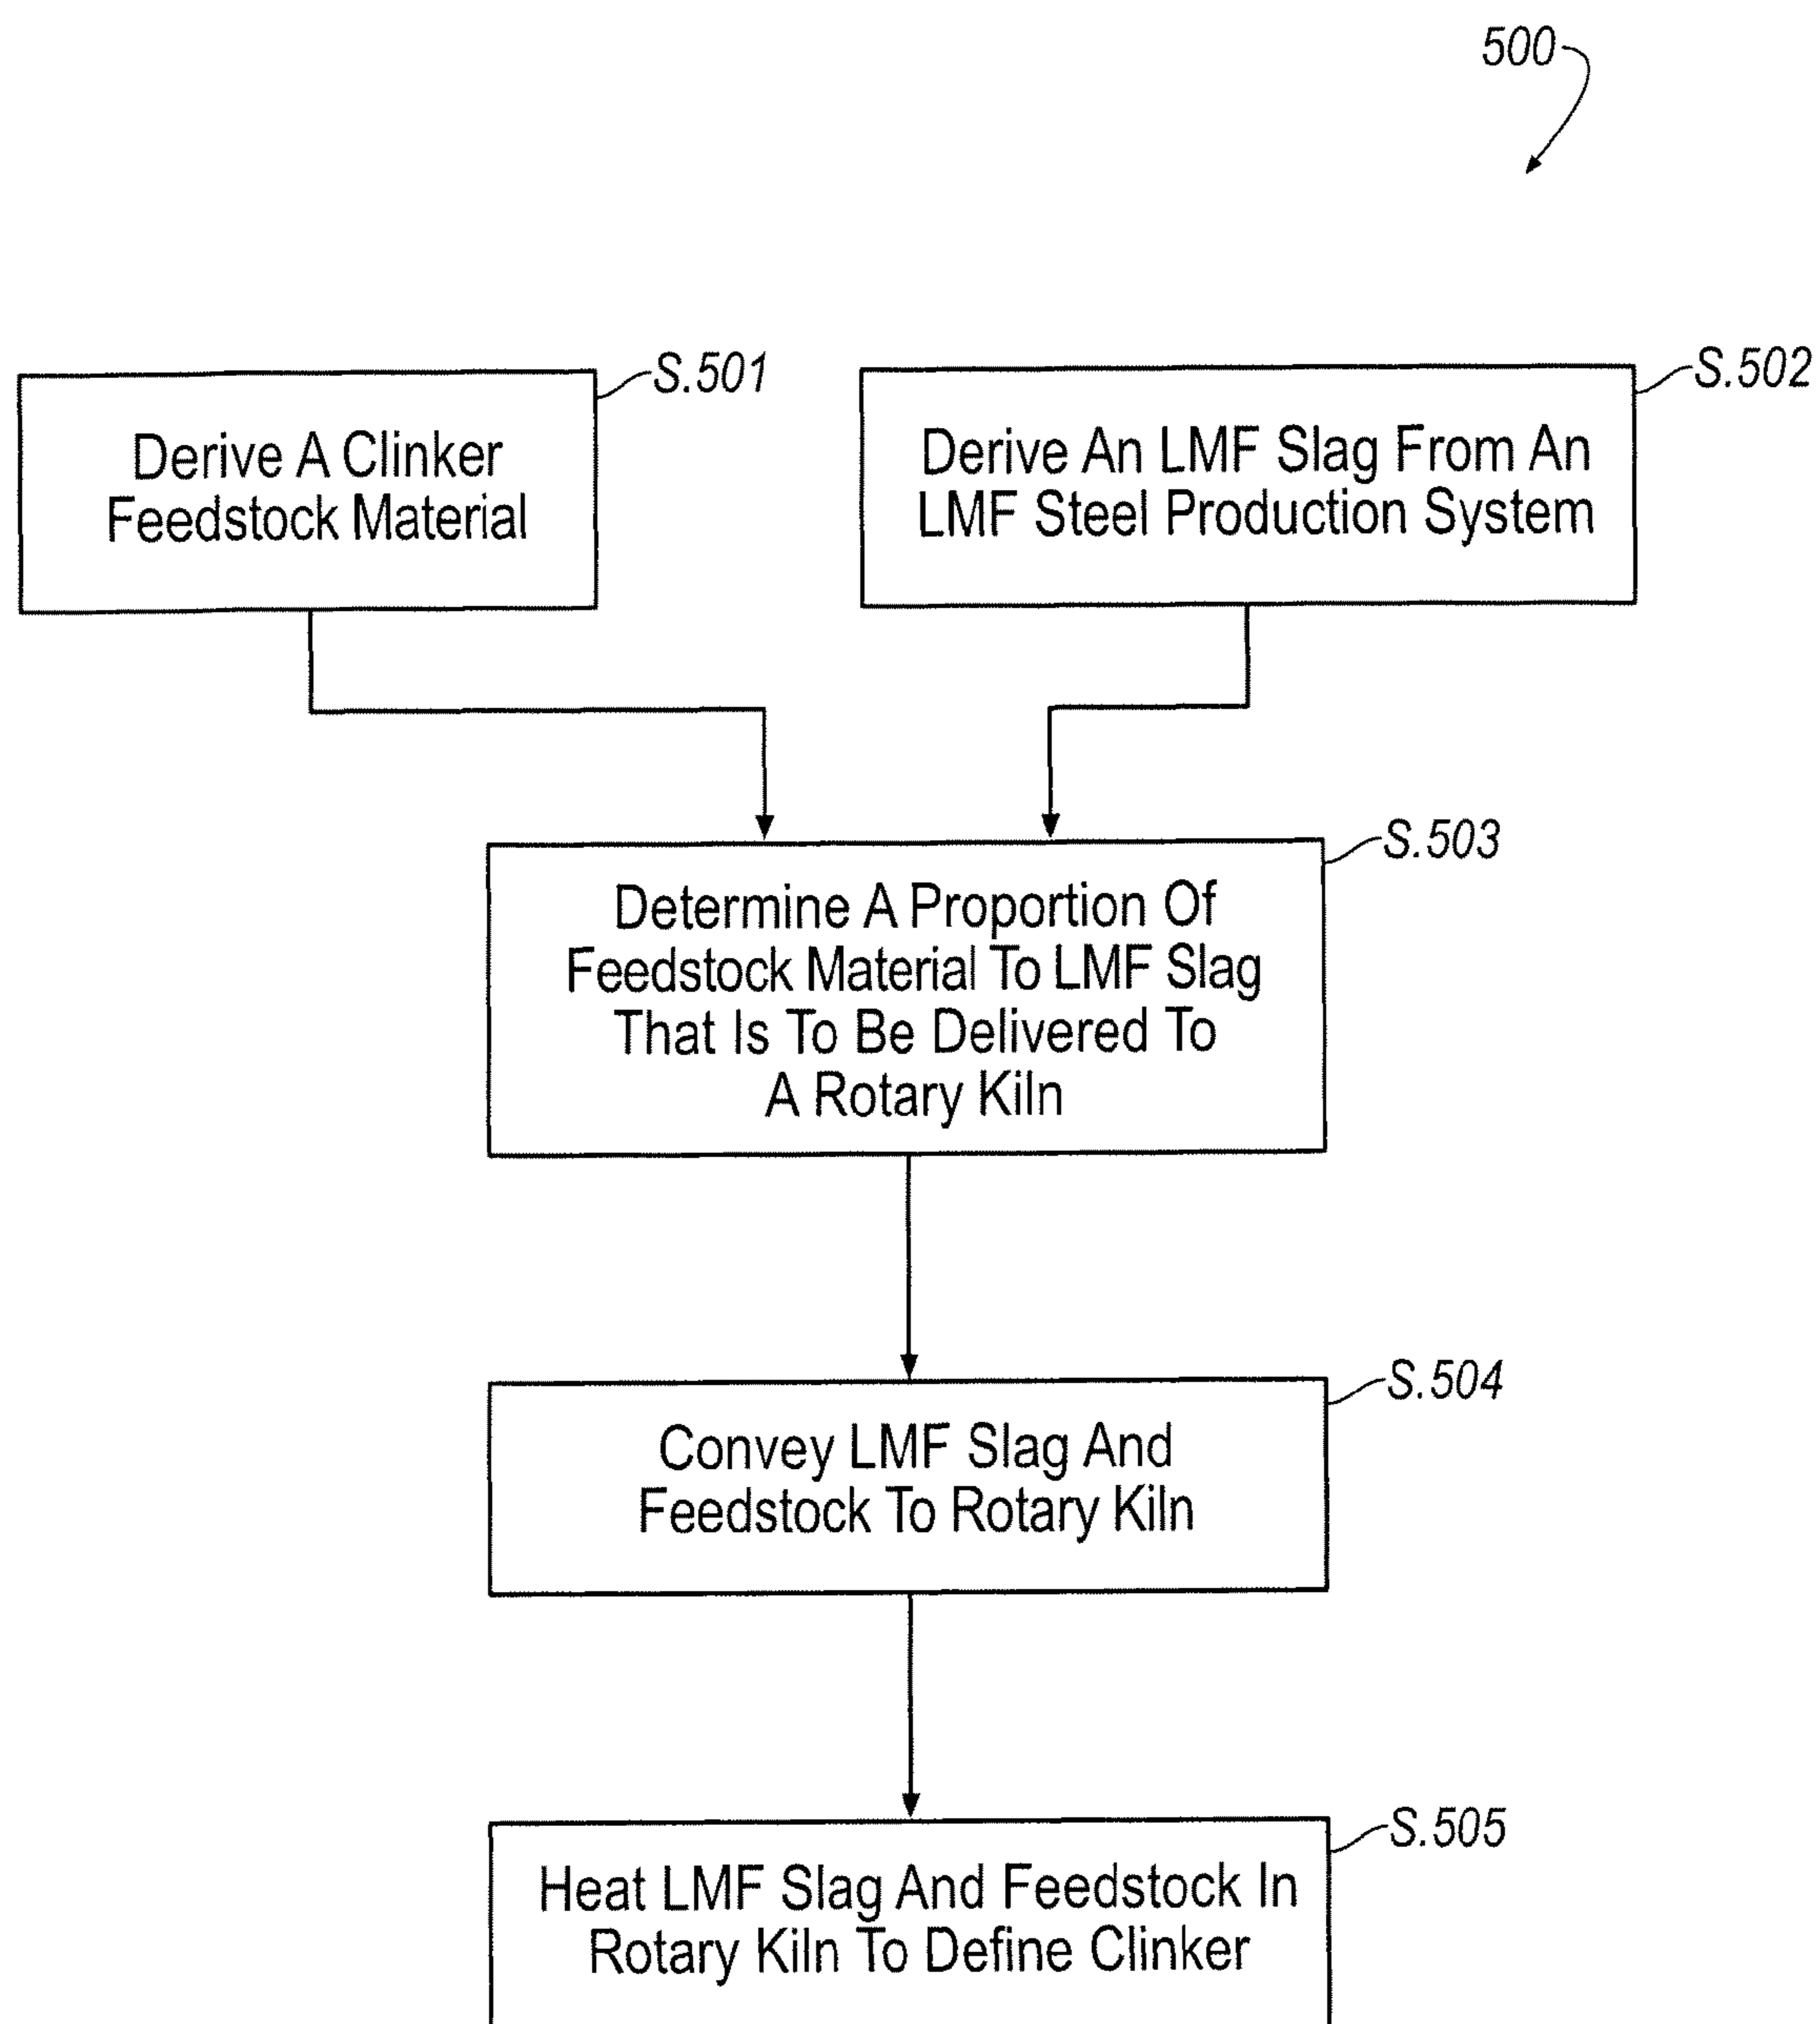 500
S.501
Derive A Clinker
Feedstock Material
S.502
Derive An LMF Slag From An
LMF Steel Production System
S.503
Determine A Proportion Of
Feedstock Material To LMF Slag
That Is To Be Delivered To
A Rotary Kiln
S.504
Convey LMF Slag And
Feedstock To Rotary Kiln
S.505
Heat LMF Slag And Feedstock In
Rotary Kiln To Define Clinker